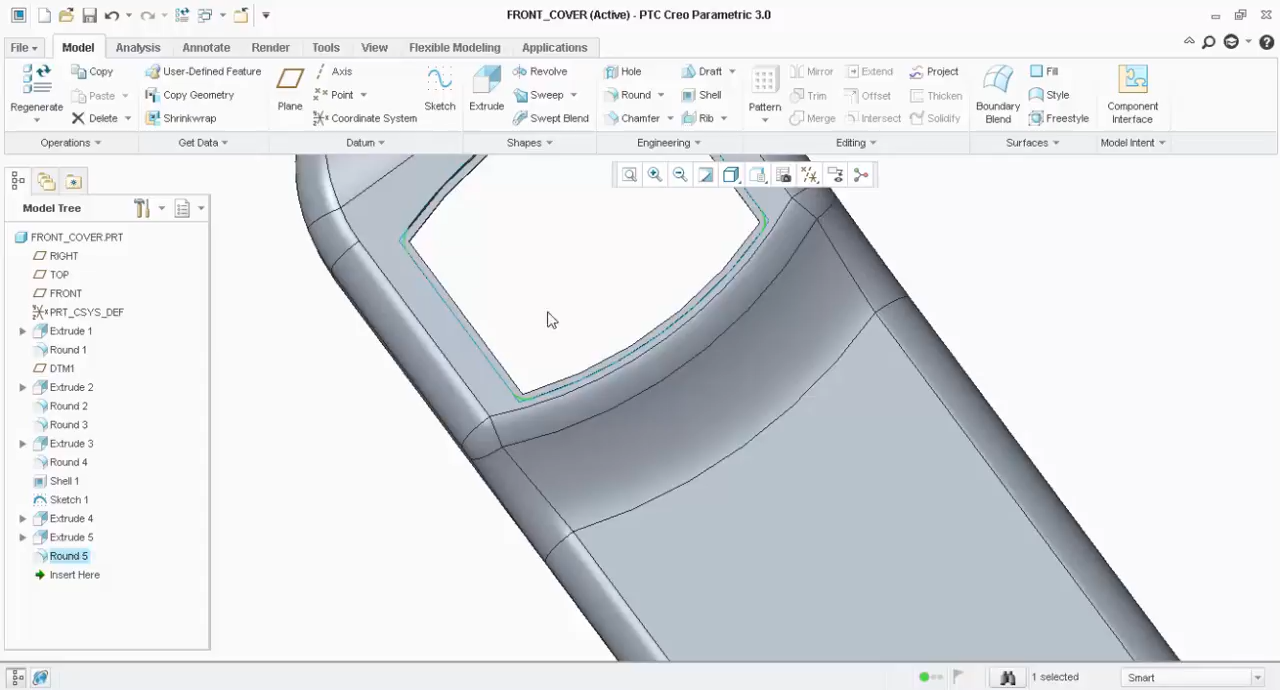 FRONT_COVER (Active) - PTC Creo Parametric 3.0
File Model Analysis Annotate Render Tools View Flexible Modeling Applications
Regenerate
Copy
Paste
Delete
Operations
User-Defined Feature
Copy Geometry
Shrinkwrap
Get Data
Plane
Axis
Point
Coordinate System
Sketch
Datum
Extrude
Revolve
Sweep
Swept Blend
Shapes
Hole
Round
Chamfer
Draft
Shell
Rib
Engineering
Pattern
Mirror
Trim
Merge
Extend
Offset
Intersect
Project
Thicken
Solidify
Editing
Boundary
Blend
Fill
Style
Freestyle
Surfaces
Component
Interface
Model Intent
Model Tree
FRONT_COVER.PRT
RIGHT
TOP
FRONT
PRT_CSYS_DEF
Extrude 1
Round 1
DTM1
Extrude 2
Round 2
Round 3
Extrude 3
Round 4
Shell 1
Sketch 1
Extrude 4
Extrude 5
Round 5
Insert Here
1 selected
Smart